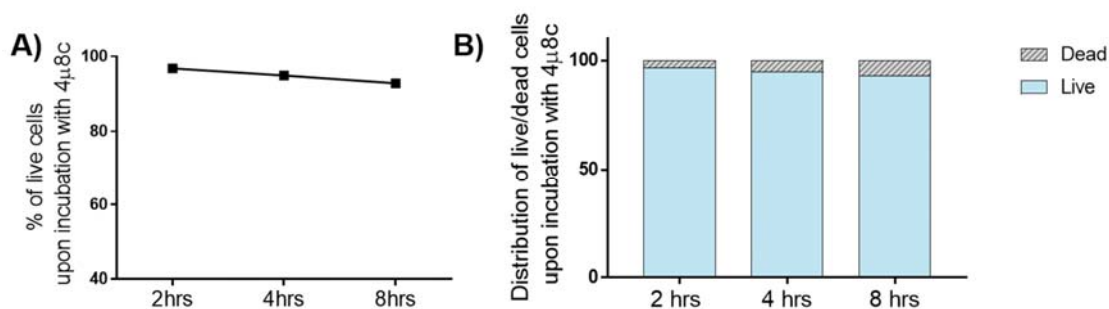 A)
% of live cells
upon incubation with 4µ8c
100
80
60
40
2hrs 4hrs 8hrs
B)
Distribution of live/dead cells
upon incubation with 4µ8c
100
50
0
2 hrs 4 hrs 8 hrs
Dead
Live